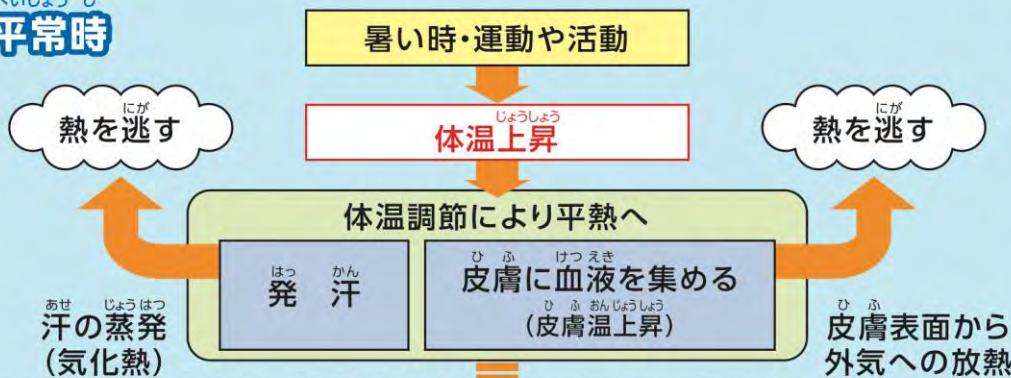 平常時
暑い時・運動や活動
熱を逃す
体温上昇
熱を逃す
体温調節により平熱へ
発汗
皮膚に血液を集める
(皮膚温上昇)
汗の蒸発
(気化熱)
皮膚表面から
外気への放熱